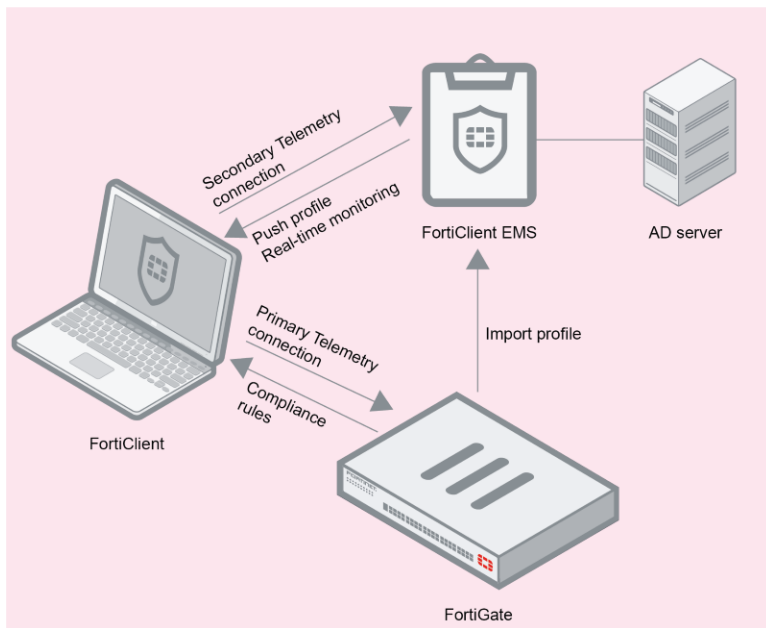 Secondary Telemetry
connection
Push profile
Real-time monitoring
FortiClient EMS
AD server
Primary Telemetry
connection
Import profile
Compliance
rules
FortiClient
FORTINET
FortiGate